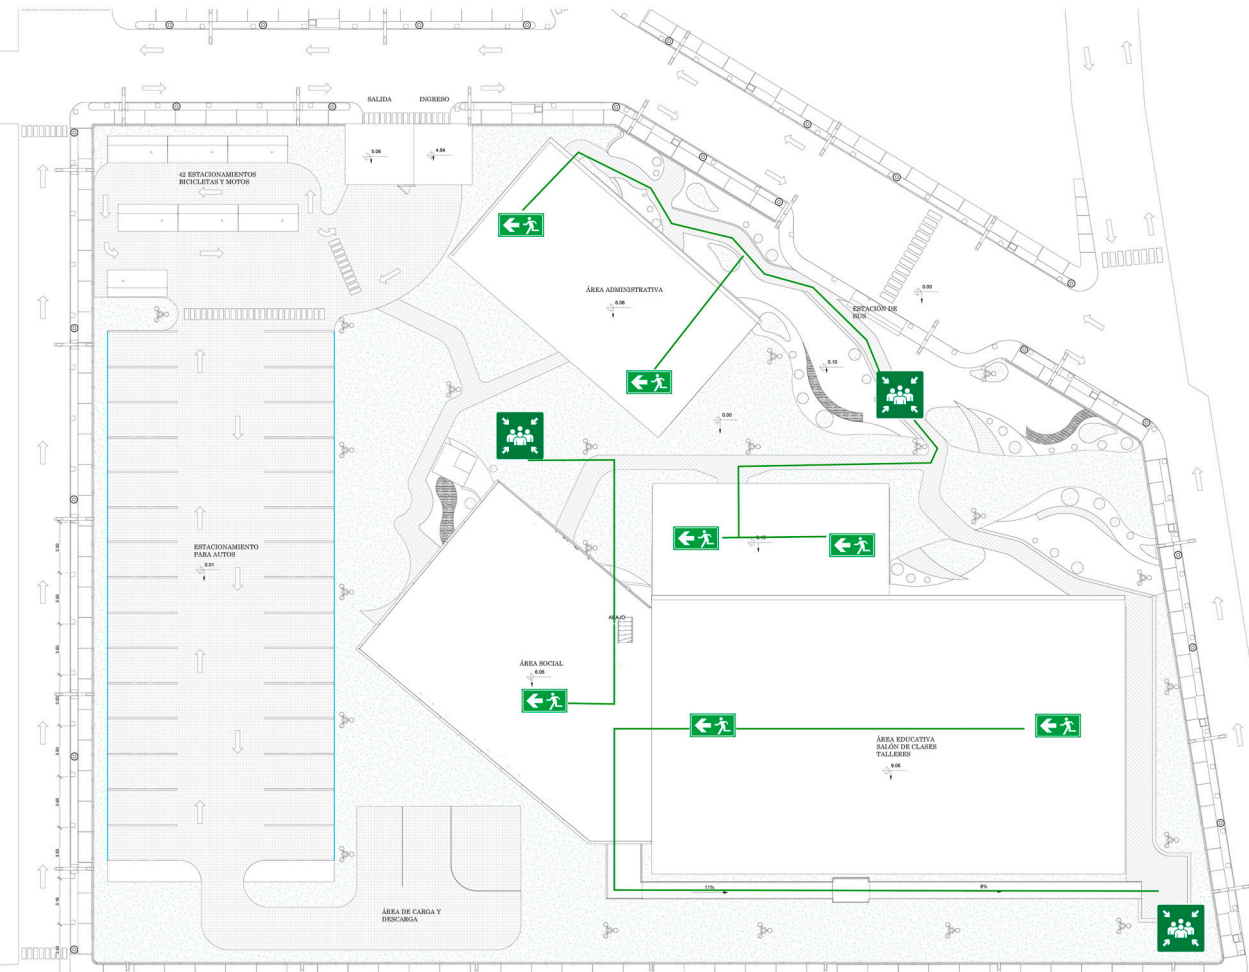 SALIDA INGRESO
5.06
4.64
42 ESTACIONAMIENTOS
BICICLETAS Y MOTOS
ÁREA ADMINISTRATIVA
6.06
0.00
ESTACIÓN DE
BUS
0.10
0.00
ESTACIONAMIENTO
PARA AUTOS
0.01
ABAJO
ÁREA SOCIAL
6.06
ÁREA EDUCATIVA
SALÓN DE CLASES
TALLERES
9.06
11%
8%
ÁREA DE CARGA Y
DESCARGA